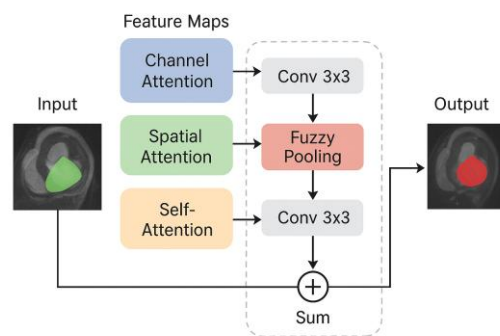 Feature Maps
Channel
Attention
Conv 3x3
Input
Output
Spatial
Attention
Fuzzy
Pooling
Self-
Attention
Conv 3x3
Sum